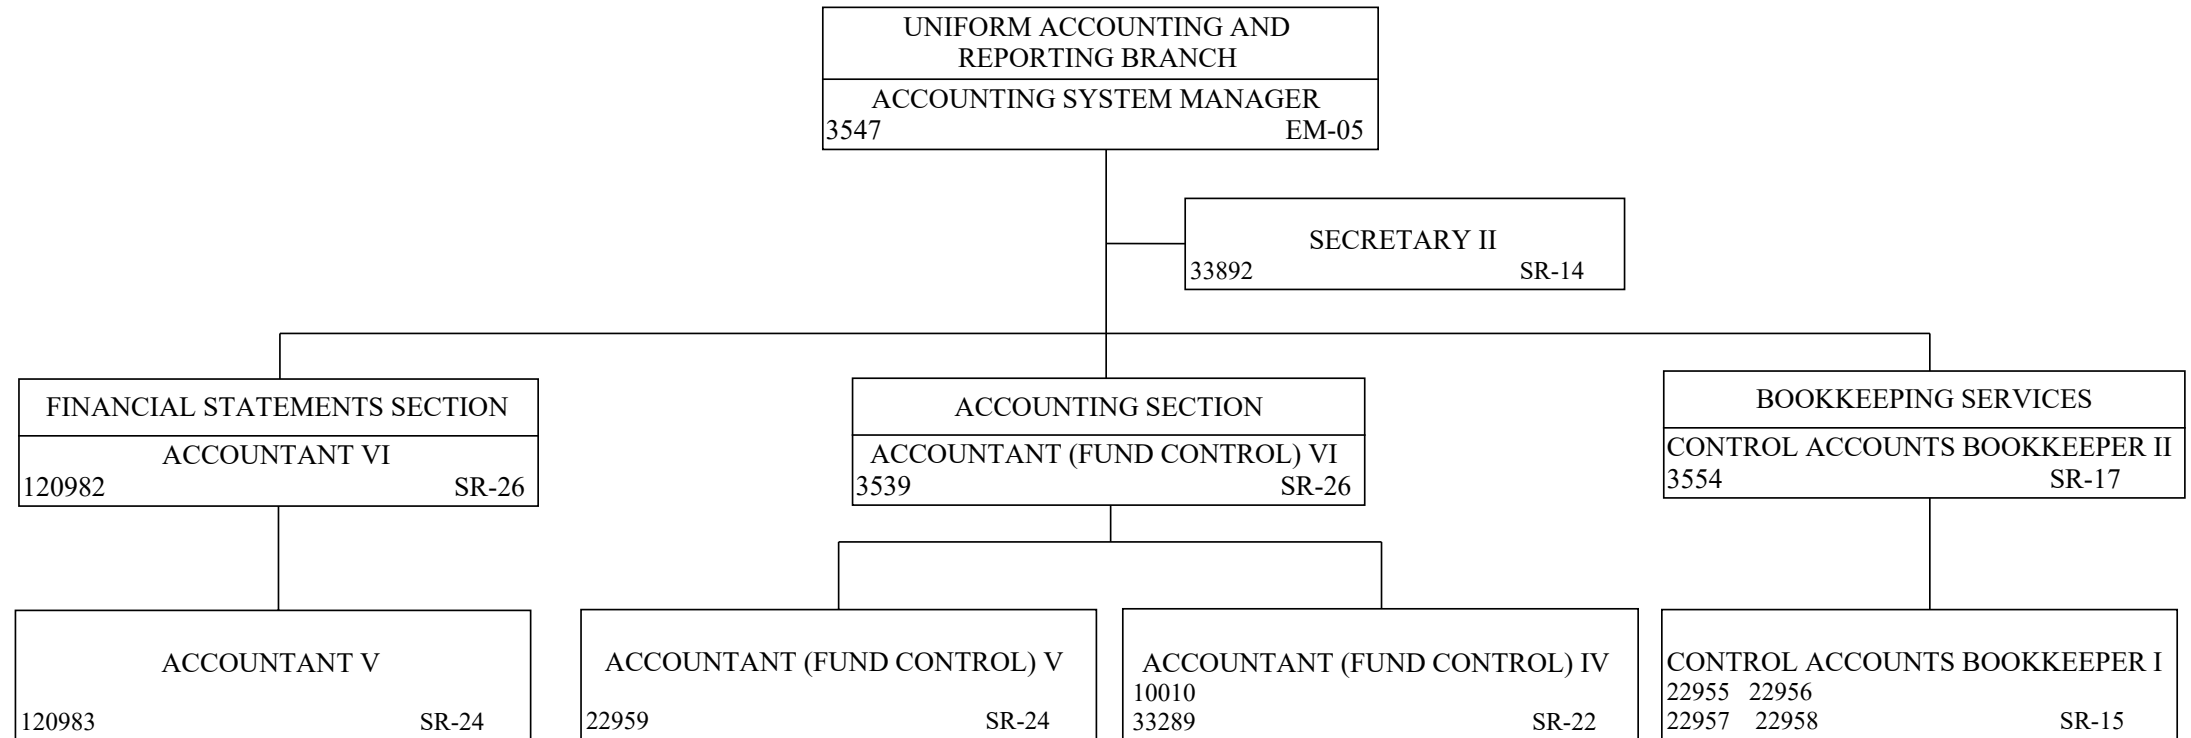 UNIFORM ACCOUNTING AND
REPORTING BRANCH
ACCOUNTING SYSTEM MANAGER
3547 EM-05
SECRETARY II
33892 SR-14
FINANCIAL STATEMENTS SECTION
ACCOUNTANT VI
120982 SR-26
ACCOUNTING SECTION
ACCOUNTANT (FUND CONTROL) VI
3539 SR-26
BOOKKEEPING SERVICES
CONTROL ACCOUNTS BOOKKEEPER II
3554 SR-17
ACCOUNTANT V
120983 SR-24
ACCOUNTANT (FUND CONTROL) V
22959 SR-24
ACCOUNTANT (FUND CONTROL) IV
10010
33289 SR-22
CONTROL ACCOUNTS BOOKKEEPER I
22955 22956
22957 22958 SR-15